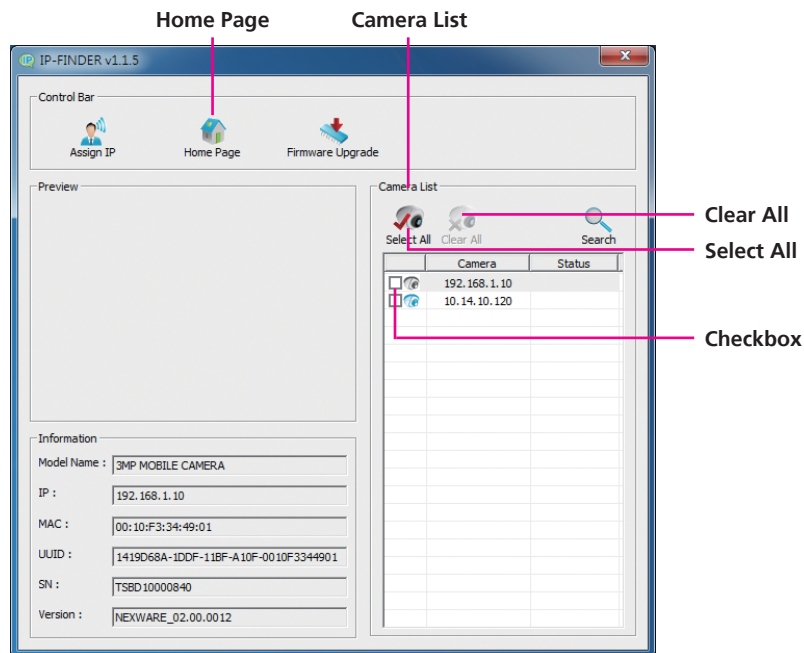 Home Page Camera List
IP-FINDER v1.1.5
Control Bar
Assign IP Home Page Firmware Upgrade
Preview
Camera List
Clear All
Select All Clear All Search
Select All
Camera Status
192.168.1.10
10.14.10.120
Checkbox
Information
Model Name : 3MP MOBILE CAMERA
IP : 192.168.1.10
MAC : 00:10:F3:34:49:01
UUID : 1419D68A-1DDF-11BF-A10F-0010F3344901
SN : TSBD10000840
Version : NEXWARE_02.00.0012